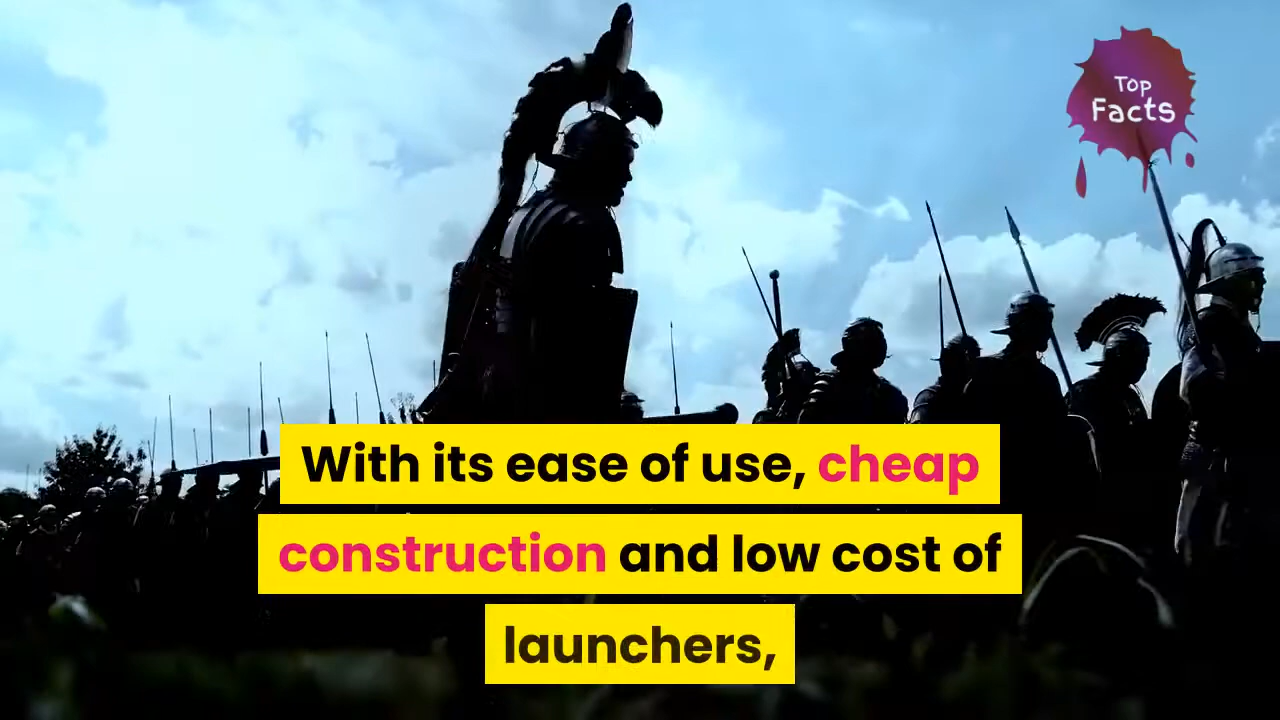 Top
Facts
With its ease of use, cheap
construction and low cost of
launchers,